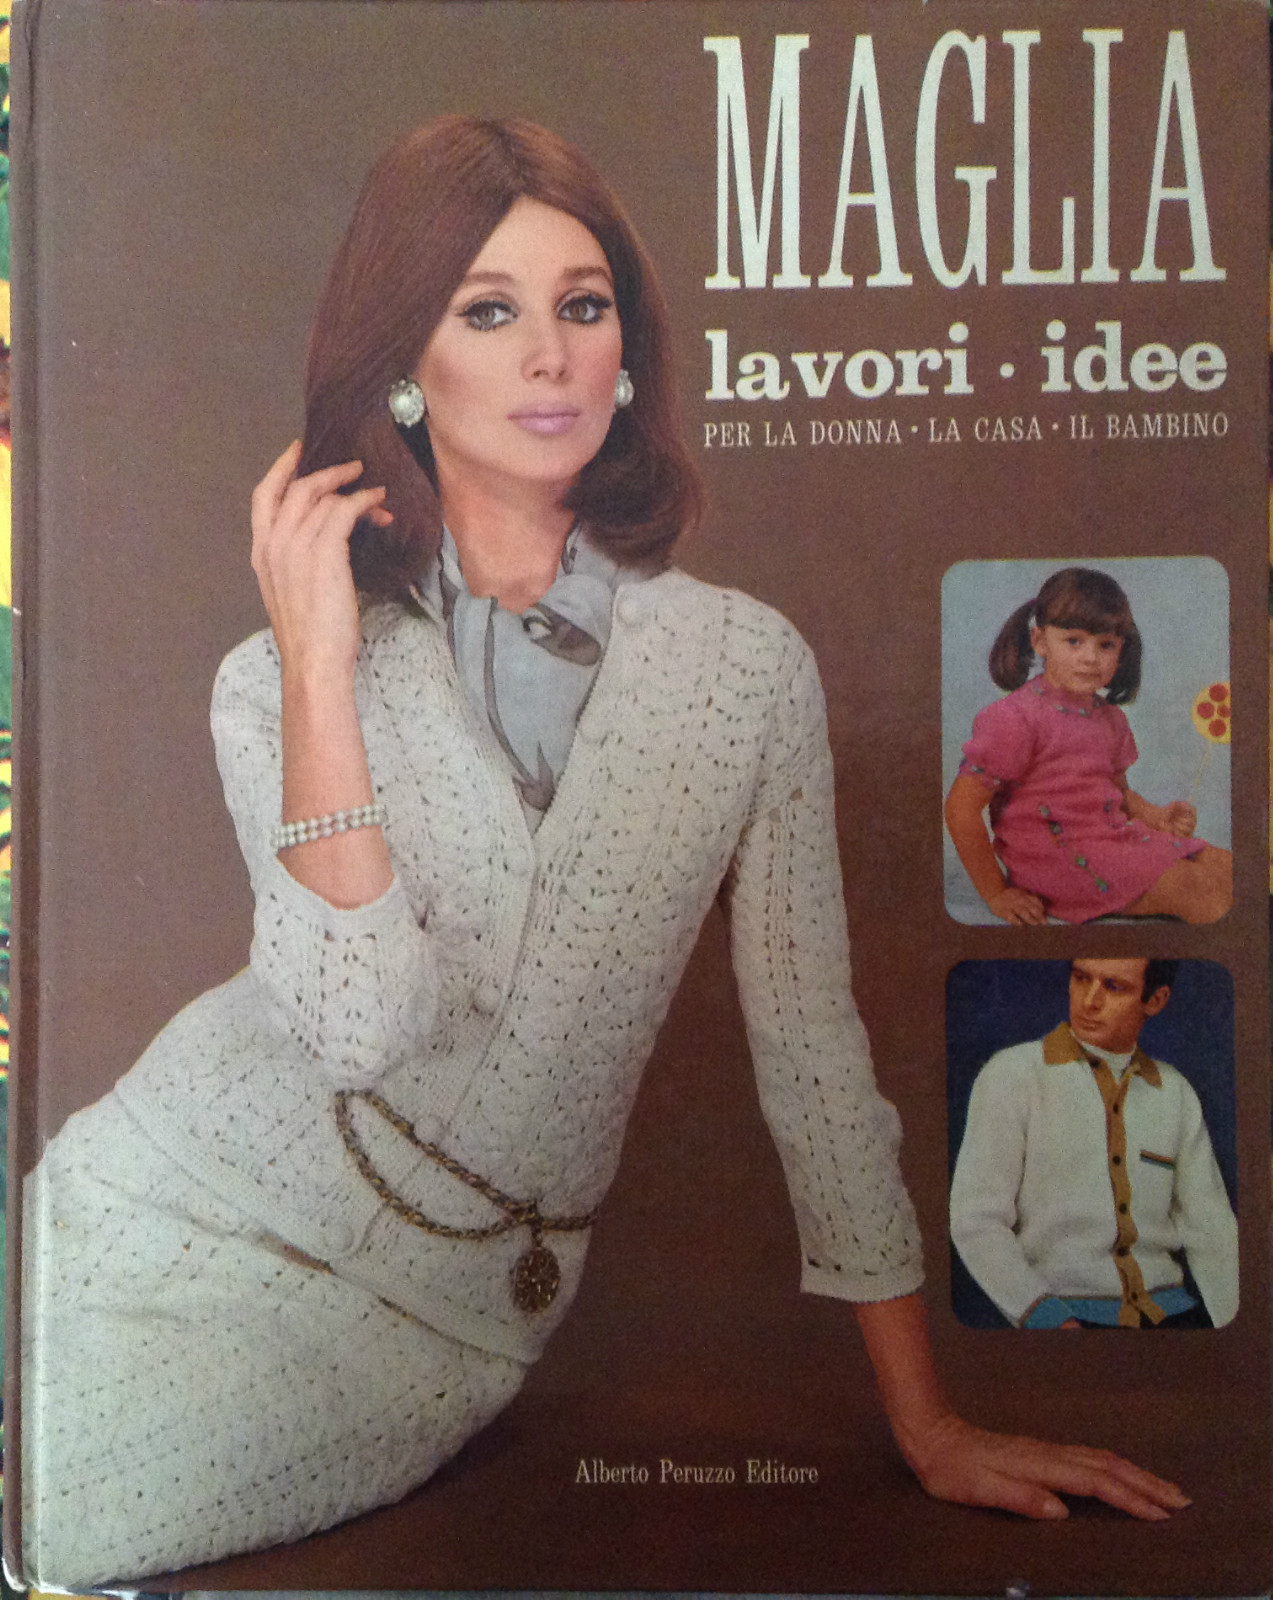 MAGLIA
lavori · idee
PER LA DONNA · LA CASA · IL BAMBINO
Alberto Peruzzo Editore